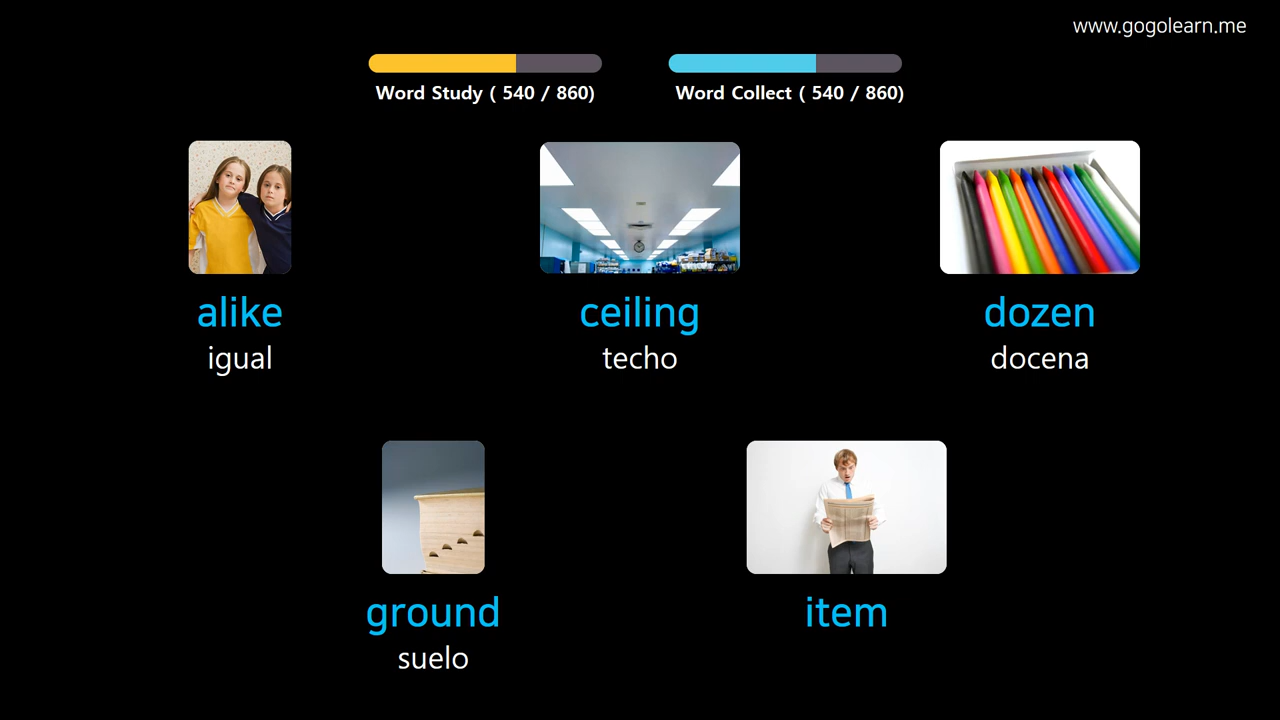 www.gogolearn.me
Word Study ( 540 / 860)
Word Collect ( 540 / 860)
alike
igual
ceiling
techo
dozen
docena
ground
suelo
item